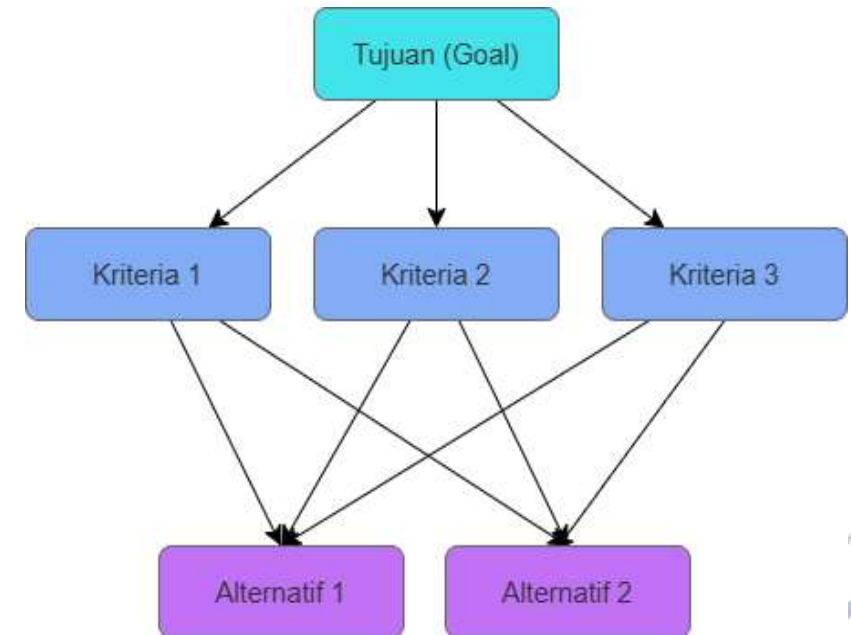 Tujuan (Goal)
Kriteria 1
Kriteria 2
Kriteria 3
Alternatif 1
Alternatif 2